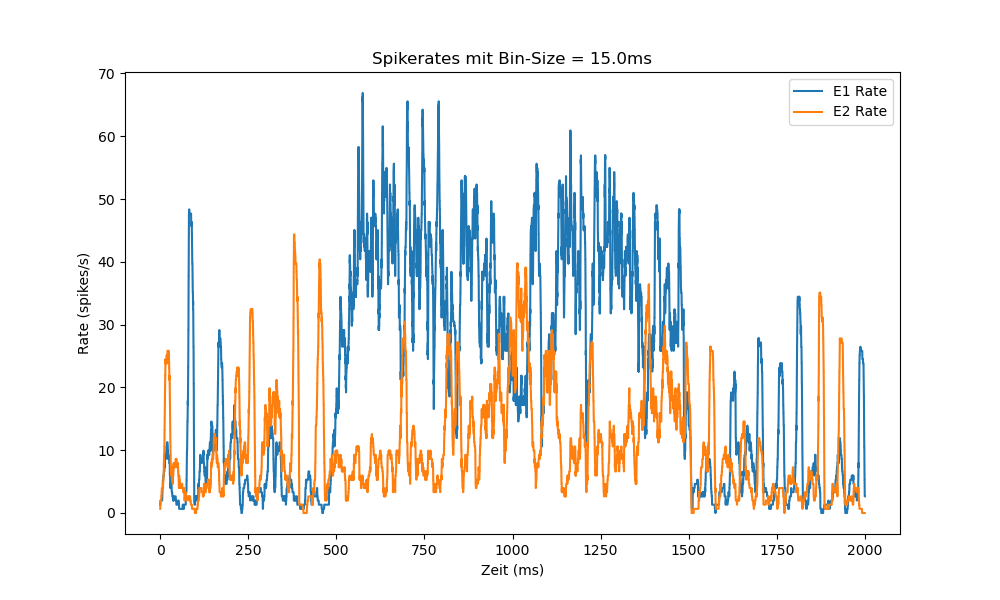 Spikerates mit Bin-Size = 15.0ms
E1 Rate
E2 Rate
Rate (spikes/s)
70
60
50
40
30
20
10
0
0 250 500 750 1000 1250 1500 1750 2000
Zeit (ms)